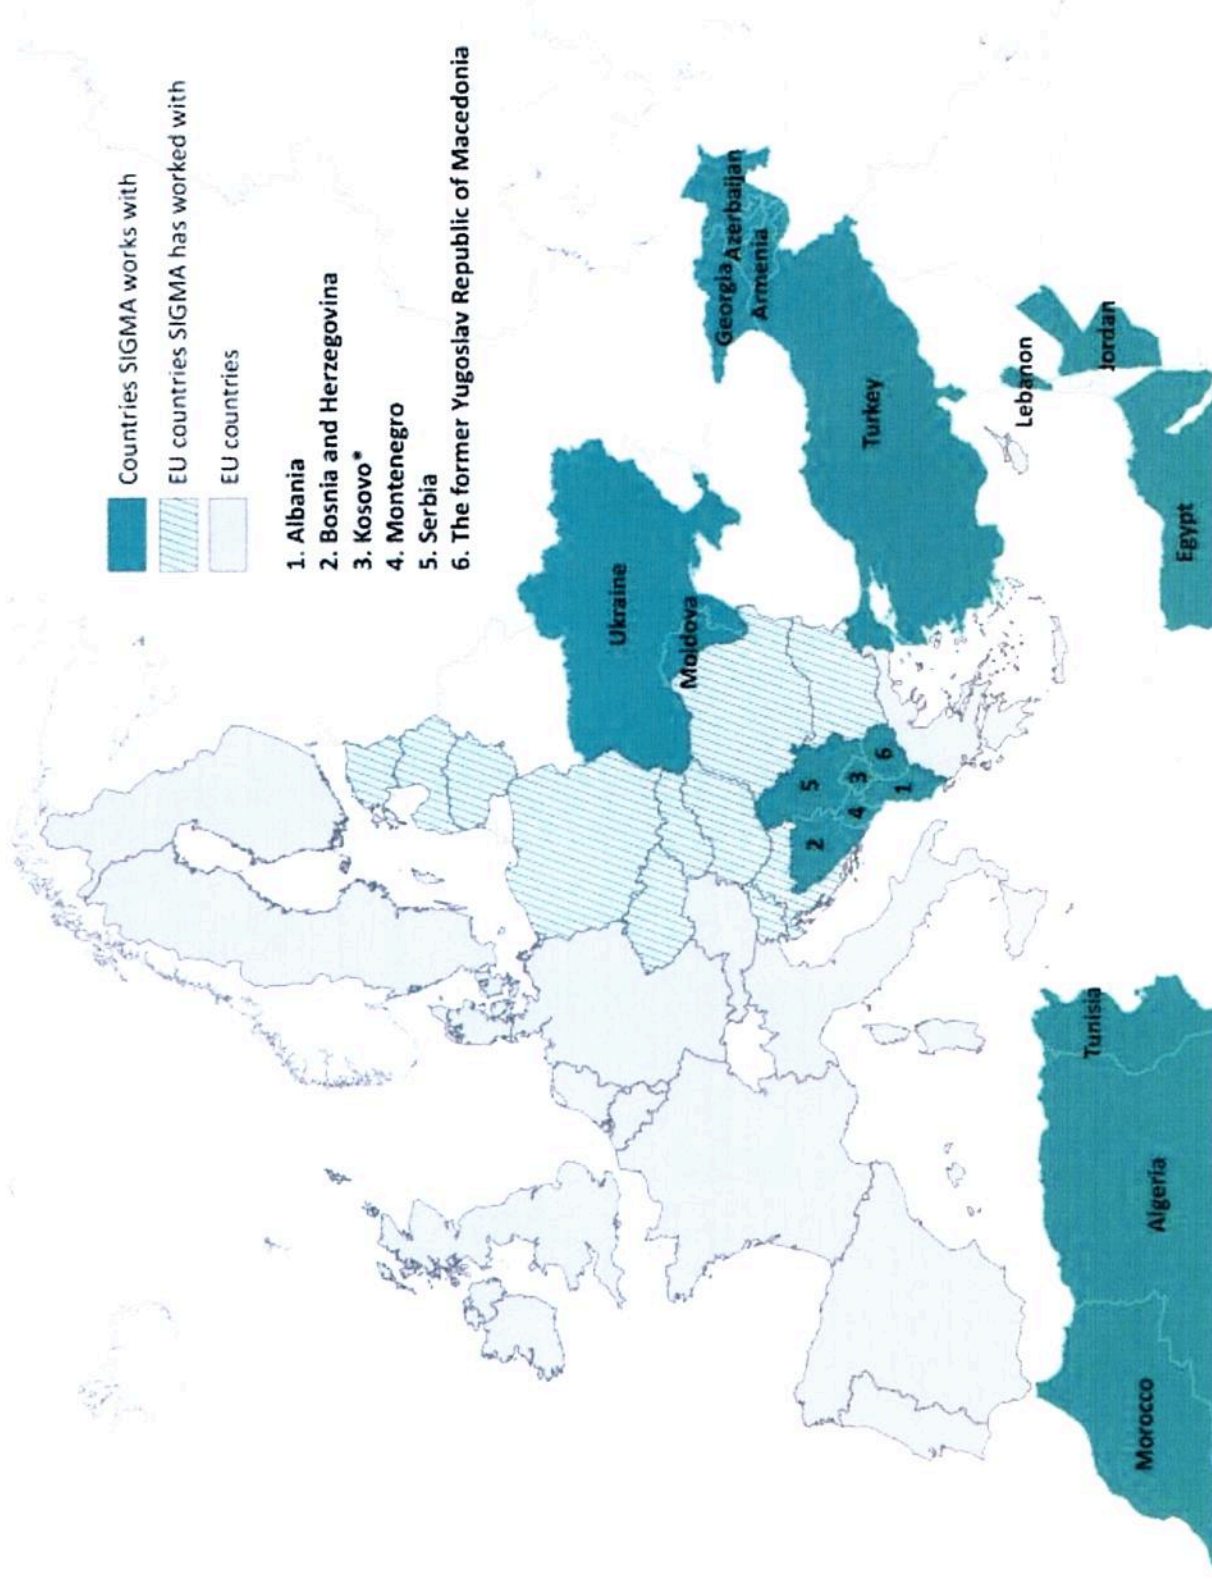 Countries SIGMA works with
EU countries SIGMA has worked with
EU countries
1. Albania
2. Bosnia and Herzegovina
3. Kosovo*
4. Montenegro
5. Serbia
6. The former Yugoslav Republic of Macedonia
Ukraine
Moldova
Georgia
Azerbaijan
Armenia
Turkey
5
2
3
4
6
1
Lebanon
Jordan
Egypt
Tunisia
Algeria
Morocco